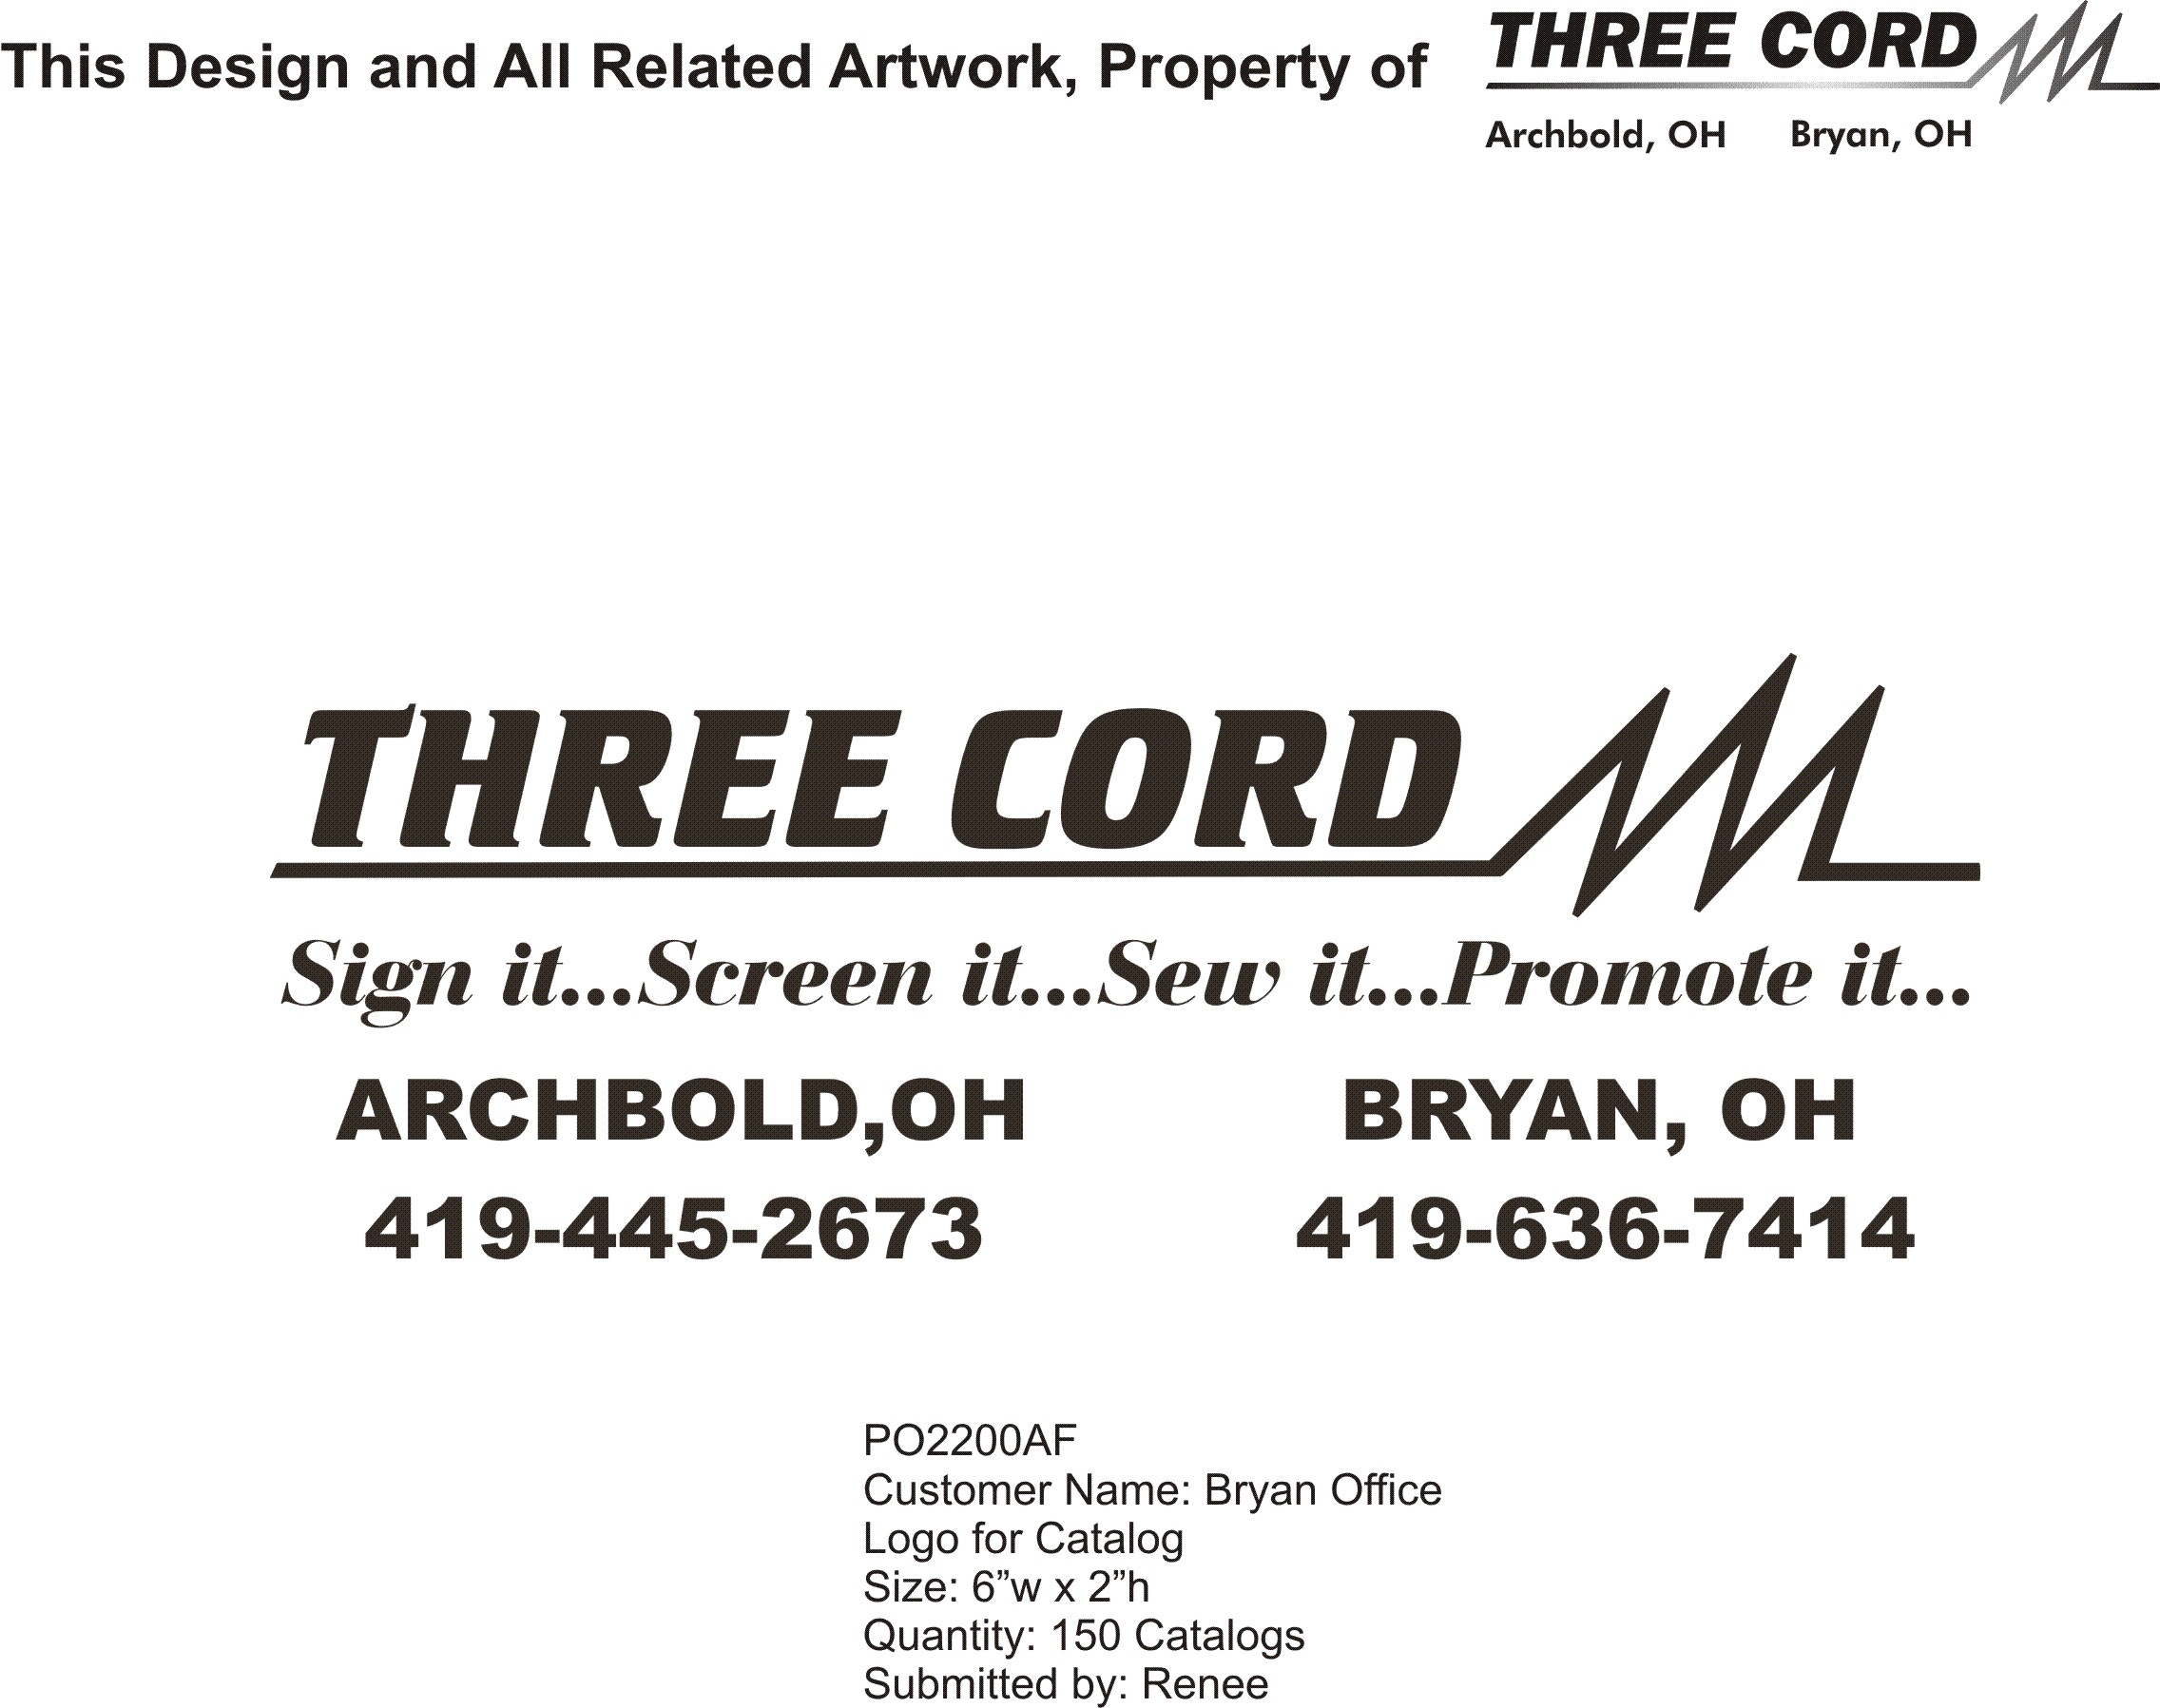 This Design and All Related Artwork, Property of THREE CORD
Archbold, OH Bryan, OH
THREE CORD
Sign it...Screen it...Sew it...Promote it...
ARCHBOLD,OH BRYAN, OH
419-445-2673 419-636-7414
PO2200AF
Customer Name: Bryan Office
Logo for Catalog
Size: 6”w x 2”h
Quantity: 150 Catalogs
Submitted by: Renee